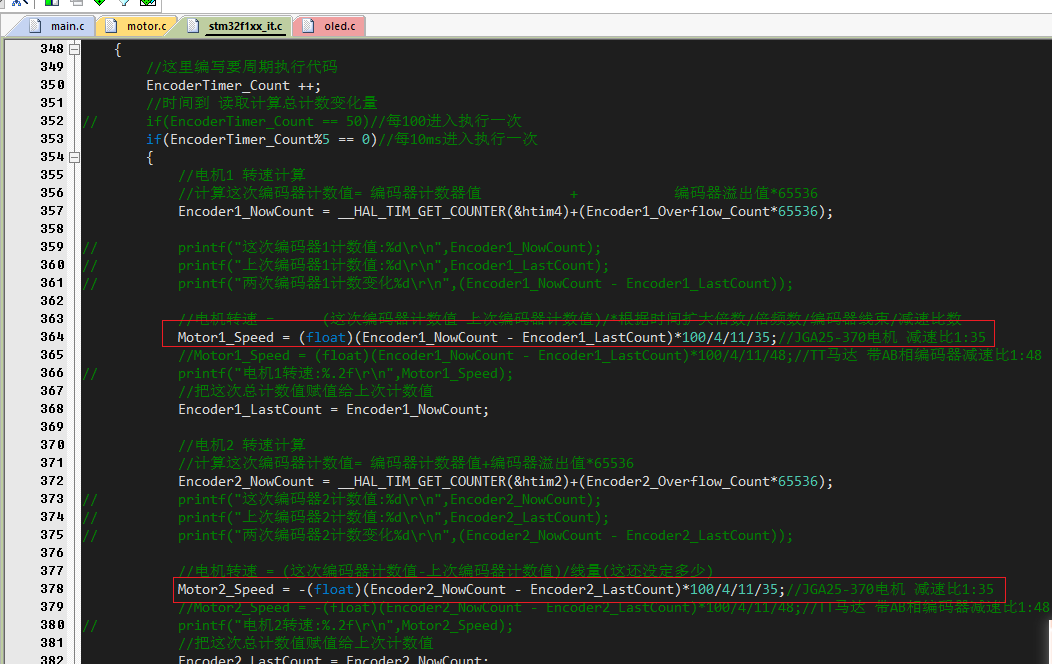 main.c motor.c stm32f1xx_it.c oled.c
348 {
349 //这里编写要周期执行代码
350 EncoderTimer_Count ++;
351 //时间到 读取计算总计数变化量
352 // if(EncoderTimer_Count == 50)//每100进入执行一次
353 if(EncoderTimer_Count%5 == 0)//每10ms进入执行一次
354 {
355 //电机1 转速计算
356 //计算这次编码器计数值= 编码器计数器值 + 编码器溢出值*65536
357 Encoder1_NowCount = __HAL_TIM_GET_COUNTER(&htim4)+(Encoder1_Overflow_Count*65536);
358
359 // printf("这次编码器1计数值:%d\r\n",Encoder1_NowCount);
360 // printf("上次编码器1计数值:%d\r\n",Encoder1_LastCount);
361 // printf("两次编码器1计数变化%d\r\n",(Encoder1_NowCount - Encoder1_LastCount));
362
363 //电机转速 = (这次编码器计数值-上次编码器计数值)/*根据时间扩大倍数/倍频数/编码器线束/减速比数
364 Motor1_Speed = (float)(Encoder1_NowCount - Encoder1_LastCount)*100/4/11/35;//JGA25-370电机 减速比1:35
365 //Motor1_Speed = (float)(Encoder1_NowCount - Encoder1_LastCount)*100/4/11/48;//TT马达 带AB相编码器减速比1:48
366 // printf("电机1转速:%.2f\r\n",Motor1_Speed);
367 //把这次总计数值赋值给上次计数值
368 Encoder1_LastCount = Encoder1_NowCount;
369
370 //电机2 转速计算
371 //计算这次编码器计数值= 编码器计数器值+编码器溢出值*65536
372 Encoder2_NowCount = __HAL_TIM_GET_COUNTER(&htim2)+(Encoder2_Overflow_Count*65536);
373 // printf("这次编码器2计数值:%d\r\n",Encoder2_NowCount);
374 // printf("上次编码器2计数值:%d\r\n",Encoder2_LastCount);
375 // printf("两次编码器2计数变化%d\r\n",(Encoder2_NowCount - Encoder2_LastCount));
376
377 //电机转速 = (这次编码器计数值-上次编码器计数值)/线量(这还没定多少)
378 Motor2_Speed = -(float)(Encoder2_NowCount - Encoder2_LastCount)*100/4/11/35;//JGA25-370电机 减速比1:35
379 //Motor2_Speed = -(float)(Encoder2_NowCount - Encoder2_LastCount)*100/4/11/48;//TT马达 带AB相编码器减速比1:48
380 // printf("电机2转速:%.2f\r\n",Motor2_Speed);
381 //把这次总计数值赋值给上次计数值
382 Encoder2_LastCount = Encoder2_NowCount;